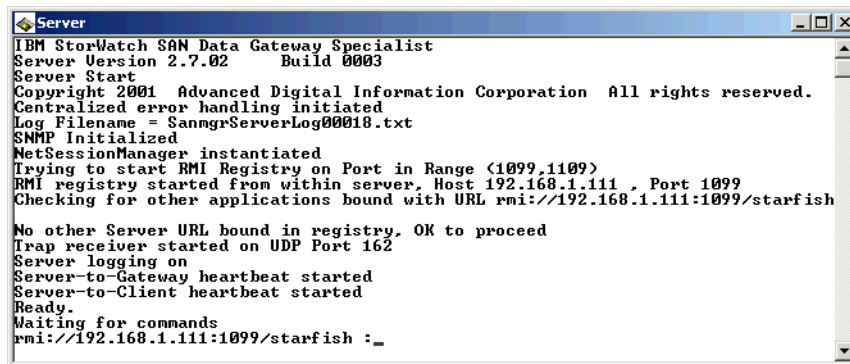 Server
IBM StorWatch SAN Data Gateway Specialist
Server Version 2.7.02     Build 0003
Server Start
Copyright 2001  Advanced Digital Information Corporation  All rights reserved.
Centralized error handling initiated
Log Filename = SanmgrServerLog00018.txt
SNMP Initialized
NetSessionManager instantiated
Trying to start RMI Registry on Port in Range (1099,1109)
RMI registry started from within server, Host 192.168.1.111 , Port 1099
Checking for other applications bound with URL rmi://192.168.1.111:1099/starfish
No other Server URL bound in registry, OK to proceed
Trap receiver started on UDP Port 162
Server logging on
Server-to-Gateway heartbeat started
Server-to-Client heartbeat started
Ready.
Waiting for commands
rmi://192.168.1.111:1099/starfish :_